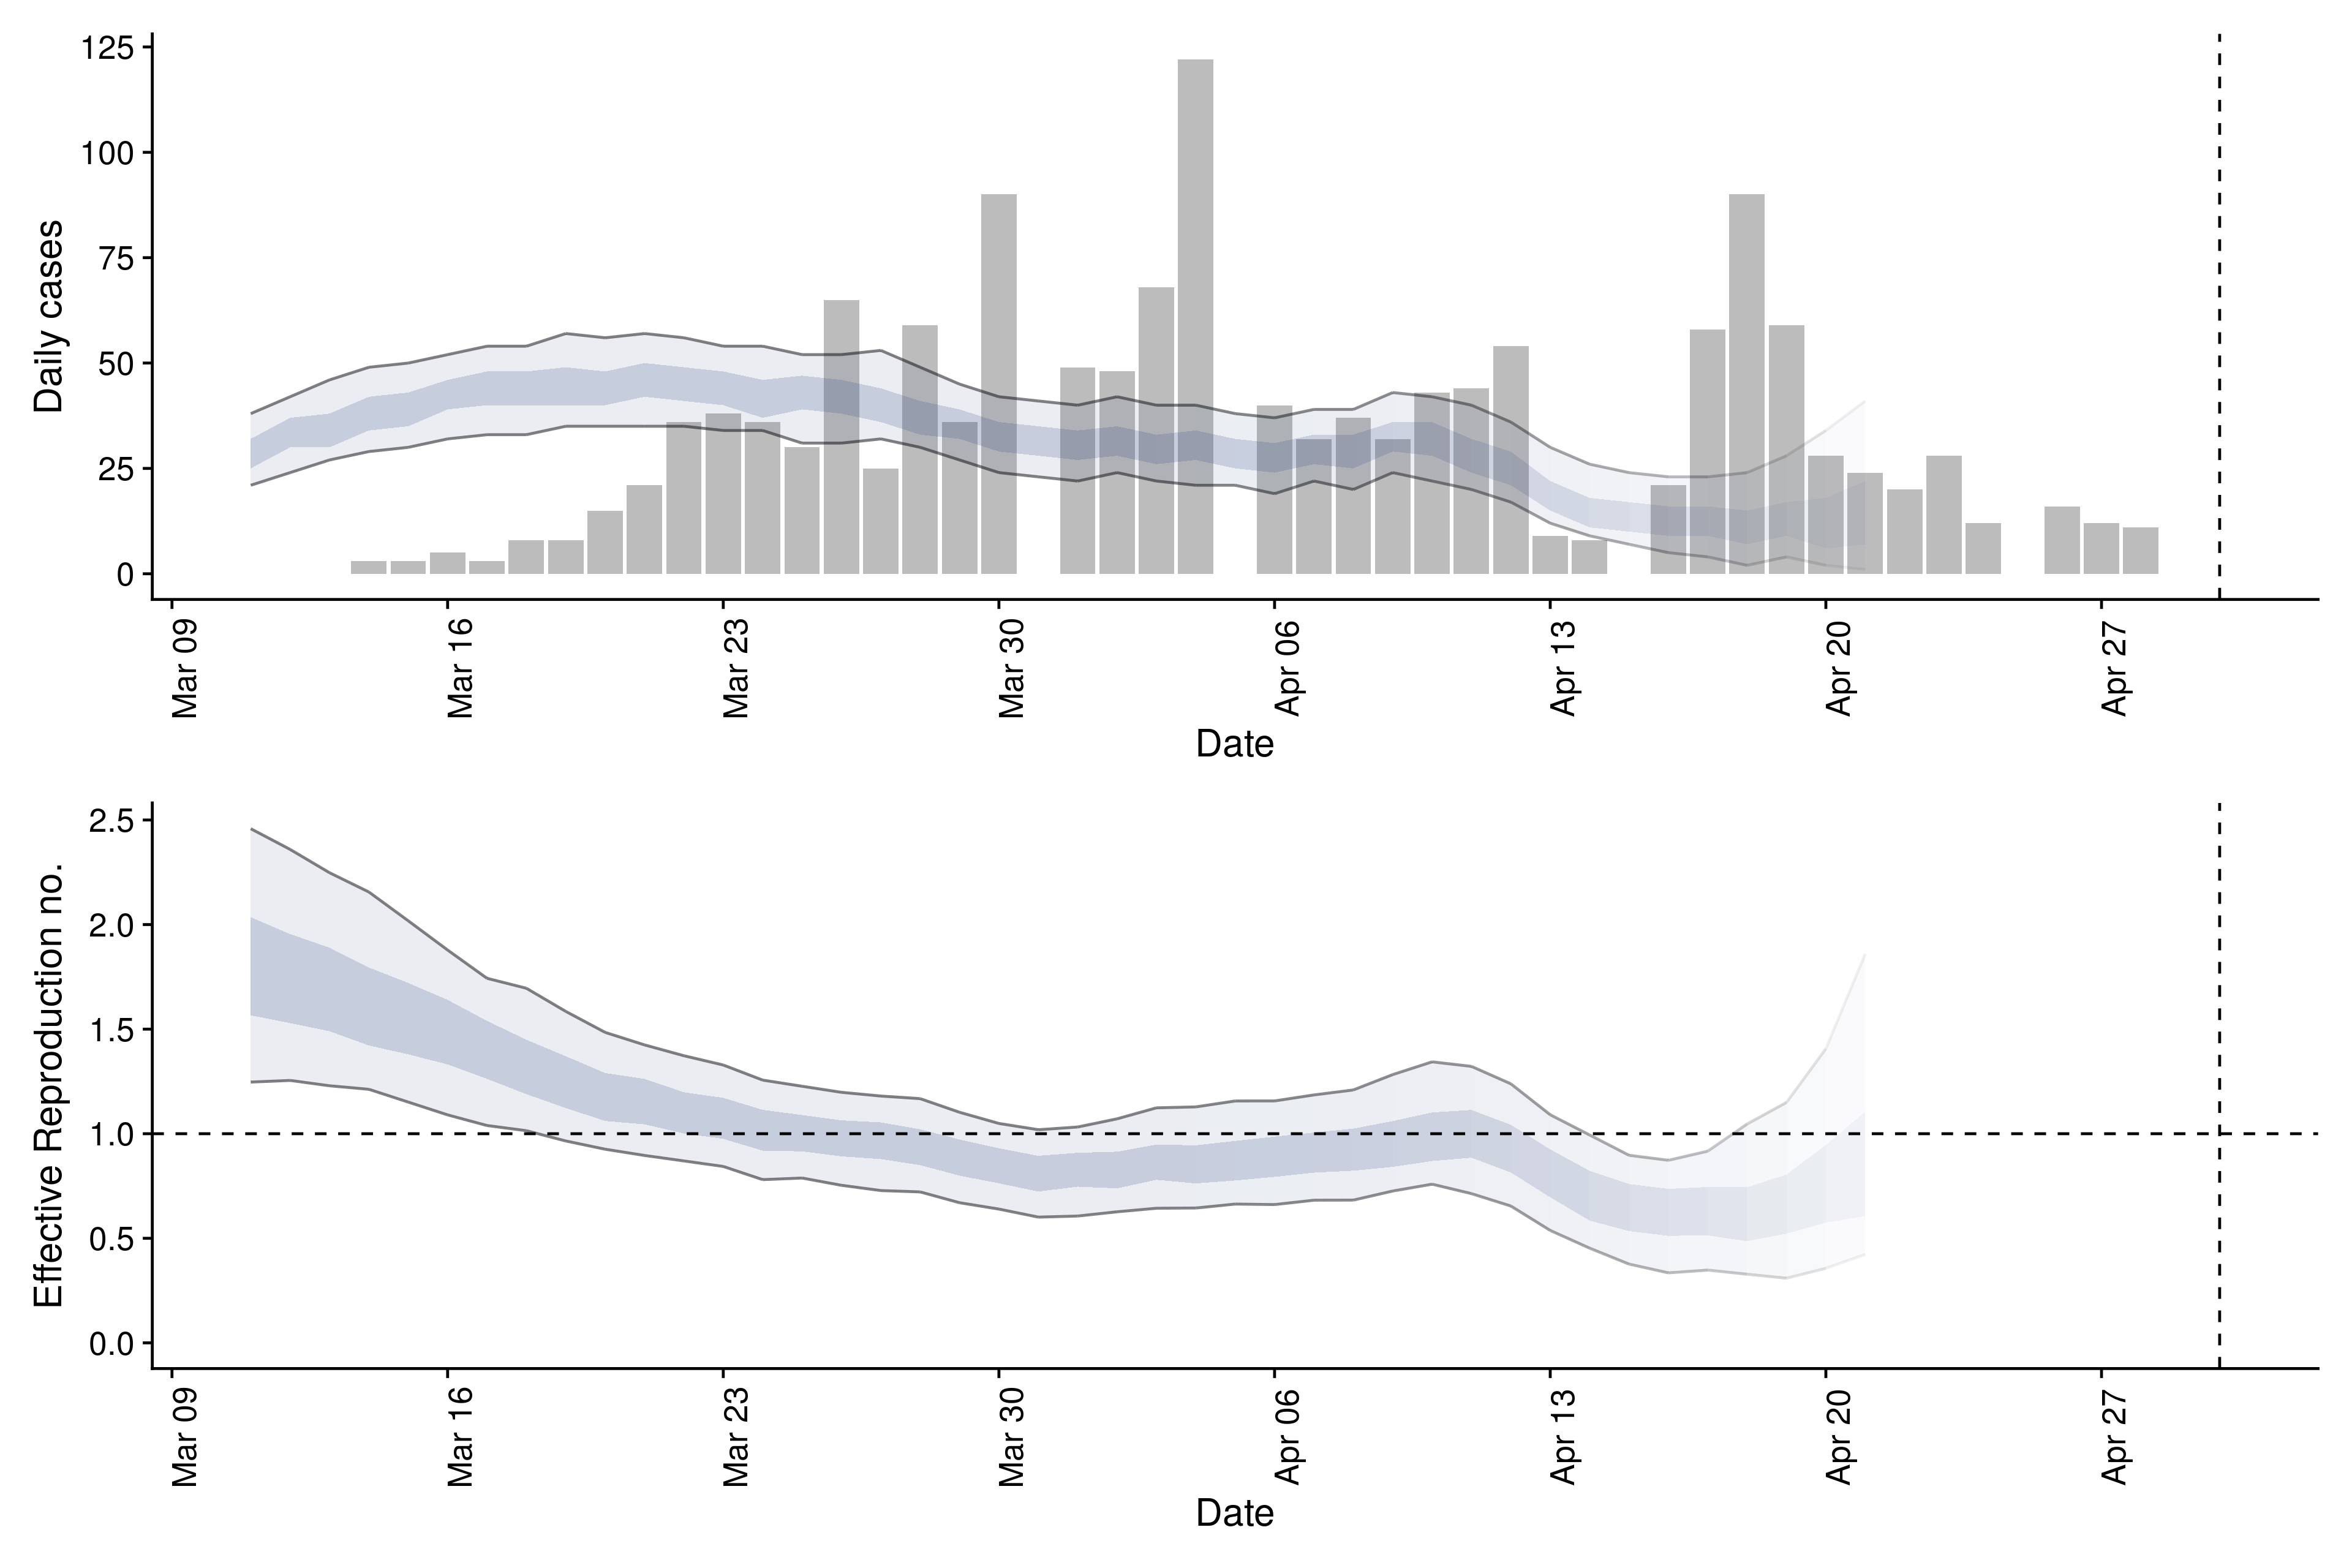 Daily cases
125
100
75
50
25
0
Mar 09
Mar 16
Mar 23
Mar 30
Apr 06
Apr 13
Apr 20
Apr 27
Date
Effective Reproduction no.
2.5
2.0
1.5
1.0
0.5
0.0
Mar 09
Mar 16
Mar 23
Mar 30
Apr 06
Apr 13
Apr 20
Apr 27
Date